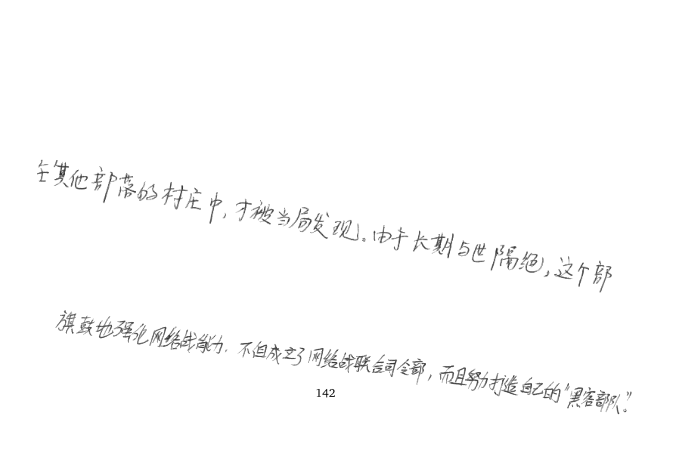 在其他部落的村庄中，才被当局发现。由于长期与世隔绝，这个部
旗鼓地强化网络战能力，不但成立了网络战联合司令部，而且努力打造自己的“黑客部队”。
142